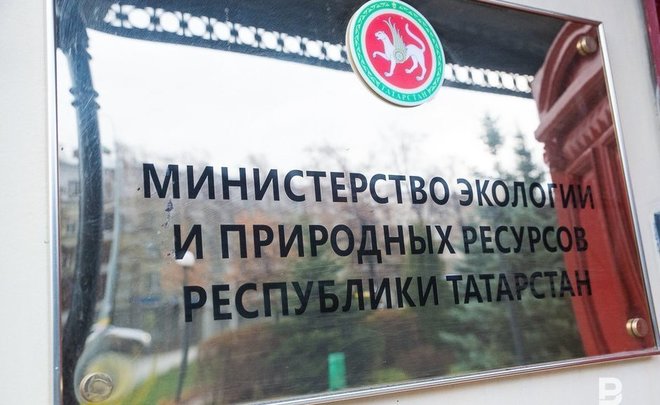 ТАТАРСТАН
МИНИСТЕРСТВО ЭКОЛОГИИ
И ПРИРОДНЫХ РЕСУРСОВ
РЕСПУБЛИКИ ТАТАРСТАН
B